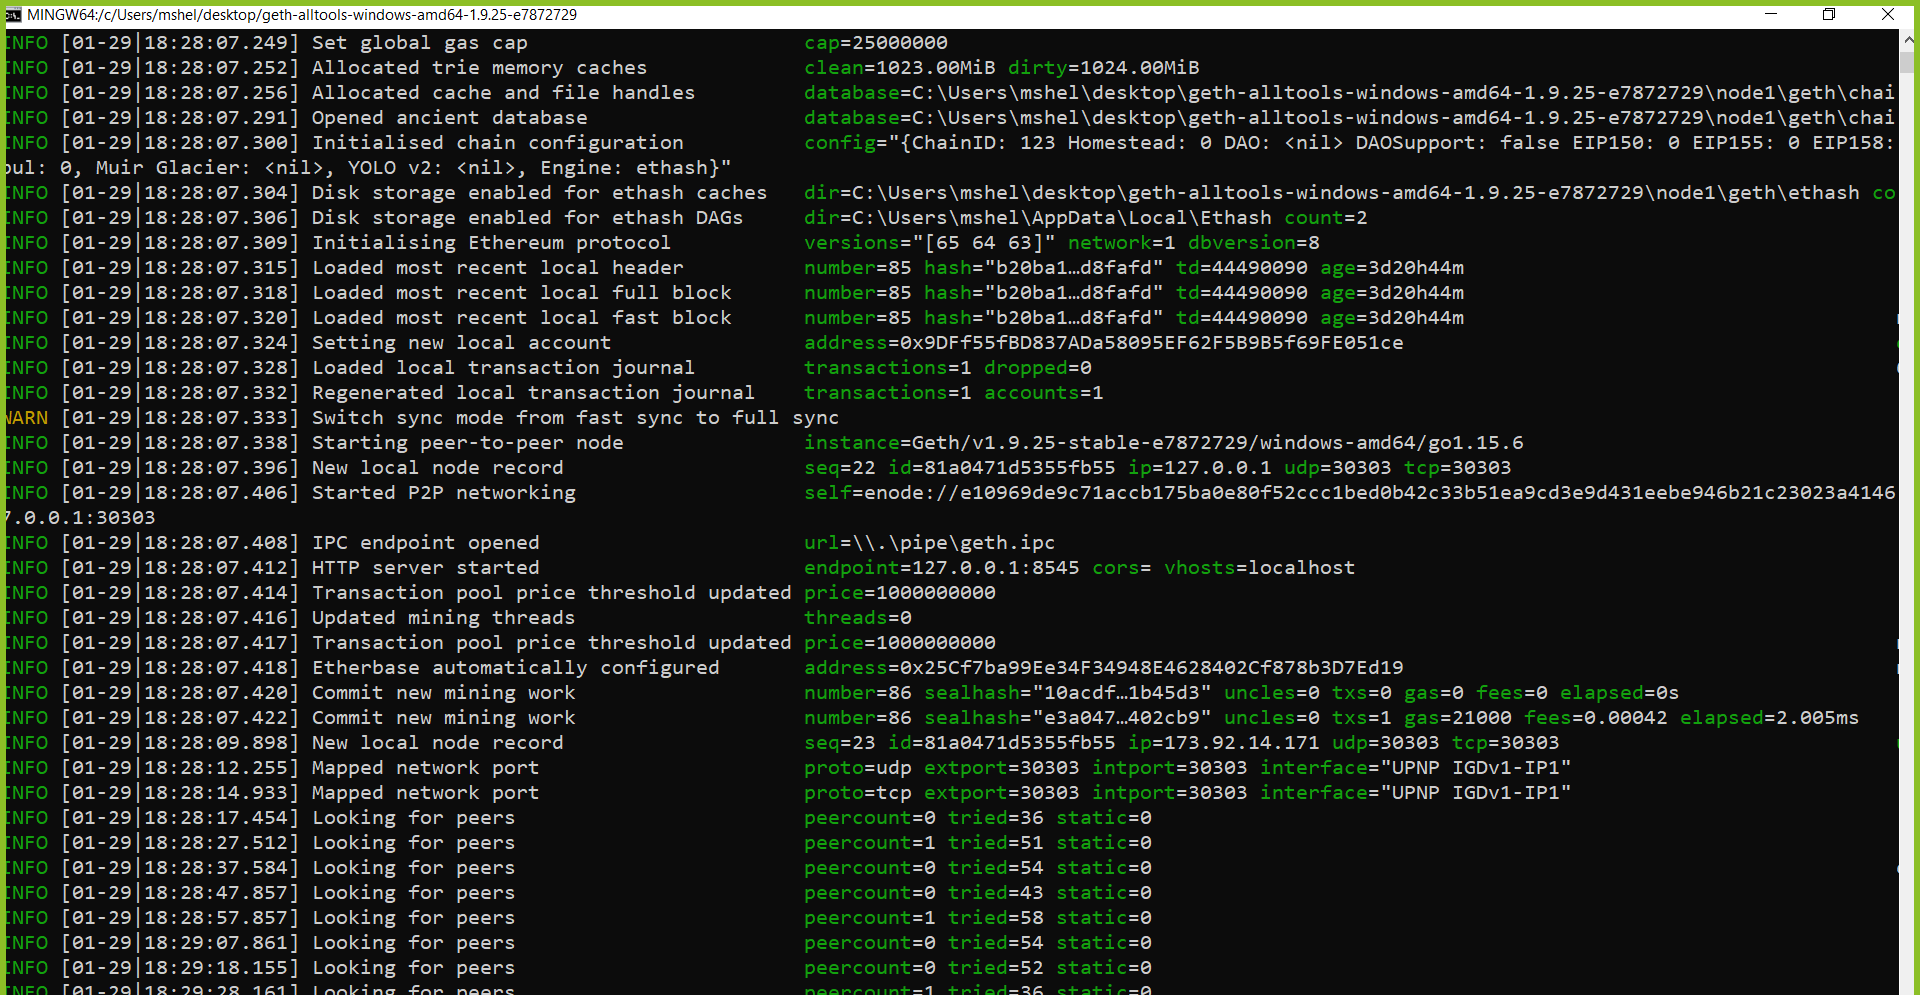 MINGW64:/c/Users/mshel/desktop/geth-alltools-windows-amd64-1.9.25-e7872729
INFO [01-29|18:28:07.249] Set global gas cap cap=25000000
INFO [01-29|18:28:07.252] Allocated trie memory caches clean=1023.00MiB dirty=1024.00MiB
INFO [01-29|18:28:07.256] Allocated cache and file handles database=C:\Users\mshel\desktop\geth-alltools-windows-amd64-1.9.25-e7872729\node1\geth\chai
INFO [01-29|18:28:07.291] Opened ancient database database=C:\Users\mshel\desktop\geth-alltools-windows-amd64-1.9.25-e7872729\node1\geth\chai
INFO [01-29|18:28:07.300] Initialised chain configuration config="{ChainID: 123 Homestead: 0 DAO: <nil> DAOSupport: false EIP150: 0 EIP155: 0 EIP158:
bul: 0, Muir Glacier: <nil>, YOLO v2: <nil>, Engine: ethash}"
INFO [01-29|18:28:07.304] Disk storage enabled for ethash caches dir=C:\Users\mshel\desktop\geth-alltools-windows-amd64-1.9.25-e7872729\node1\geth\ethash co
INFO [01-29|18:28:07.306] Disk storage enabled for ethash DAGs dir=C:\Users\mshel\AppData\Local\Ethash count=2
INFO [01-29|18:28:07.309] Initialising Ethereum protocol versions="[65 64 63]" network=1 dbversion=8
INFO [01-29|18:28:07.315] Loaded most recent local header number=85 hash="b20ba1…d8fafd" td=44490090 age=3d20h44m
INFO [01-29|18:28:07.318] Loaded most recent local full block number=85 hash="b20ba1…d8fafd" td=44490090 age=3d20h44m
INFO [01-29|18:28:07.320] Loaded most recent local fast block number=85 hash="b20ba1…d8fafd" td=44490090 age=3d20h44m
INFO [01-29|18:28:07.324] Setting new local account address=0x9DFf55fBD837ADa58095EF62F5B9B5f69FE051ce
INFO [01-29|18:28:07.328] Loaded local transaction journal transactions=1 dropped=0
INFO [01-29|18:28:07.332] Regenerated local transaction journal transactions=1 accounts=1
WARN [01-29|18:28:07.333] Switch sync mode from fast sync to full sync
INFO [01-29|18:28:07.338] Starting peer-to-peer node instance=Geth/v1.9.25-stable-e7872729/windows-amd64/go1.15.6
INFO [01-29|18:28:07.396] New local node record seq=22 id=81a0471d5355fb55 ip=127.0.0.1 udp=30303 tcp=30303
INFO [01-29|18:28:07.406] Started P2P networking self=enode://e10969de9c71accb175ba0e80f52ccc1bed0b42c33b51ea9cd3e9d431eebe946b21c23023a4146
7.0.0.1:30303
INFO [01-29|18:28:07.408] IPC endpoint opened url=\\.\pipe\geth.ipc
INFO [01-29|18:28:07.412] HTTP server started endpoint=127.0.0.1:8545 cors= vhosts=localhost
INFO [01-29|18:28:07.414] Transaction pool price threshold updated price=1000000000
INFO [01-29|18:28:07.416] Updated mining threads threads=0
INFO [01-29|18:28:07.417] Transaction pool price threshold updated price=1000000000
INFO [01-29|18:28:07.418] Etherbase automatically configured address=0x25Cf7ba99Ee34F34948E4628402Cf878b3D7Ed19
INFO [01-29|18:28:07.420] Commit new mining work number=86 sealhash="10acdf…1b45d3" uncles=0 txs=0 gas=0 fees=0 elapsed=0s
INFO [01-29|18:28:07.422] Commit new mining work number=86 sealhash="e3a047…402cb9" uncles=0 txs=1 gas=21000 fees=0.00042 elapsed=2.005ms
INFO [01-29|18:28:09.898] New local node record seq=23 id=81a0471d5355fb55 ip=173.92.14.171 udp=30303 tcp=30303
INFO [01-29|18:28:12.255] Mapped network port proto=udp extport=30303 intport=30303 interface="UPNP IGDv1-IP1"
INFO [01-29|18:28:14.933] Mapped network port proto=tcp extport=30303 intport=30303 interface="UPNP IGDv1-IP1"
INFO [01-29|18:28:17.454] Looking for peers peercount=0 tried=36 static=0
INFO [01-29|18:28:27.512] Looking for peers peercount=1 tried=51 static=0
INFO [01-29|18:28:37.584] Looking for peers peercount=0 tried=54 static=0
INFO [01-29|18:28:47.857] Looking for peers peercount=0 tried=43 static=0
INFO [01-29|18:28:57.857] Looking for peers peercount=1 tried=58 static=0
INFO [01-29|18:29:07.861] Looking for peers peercount=0 tried=54 static=0
INFO [01-29|18:29:18.155] Looking for peers peercount=0 tried=52 static=0
INFO [01-29|18:29:28.161] Looking for peers peercount=1 tried=36 static=0